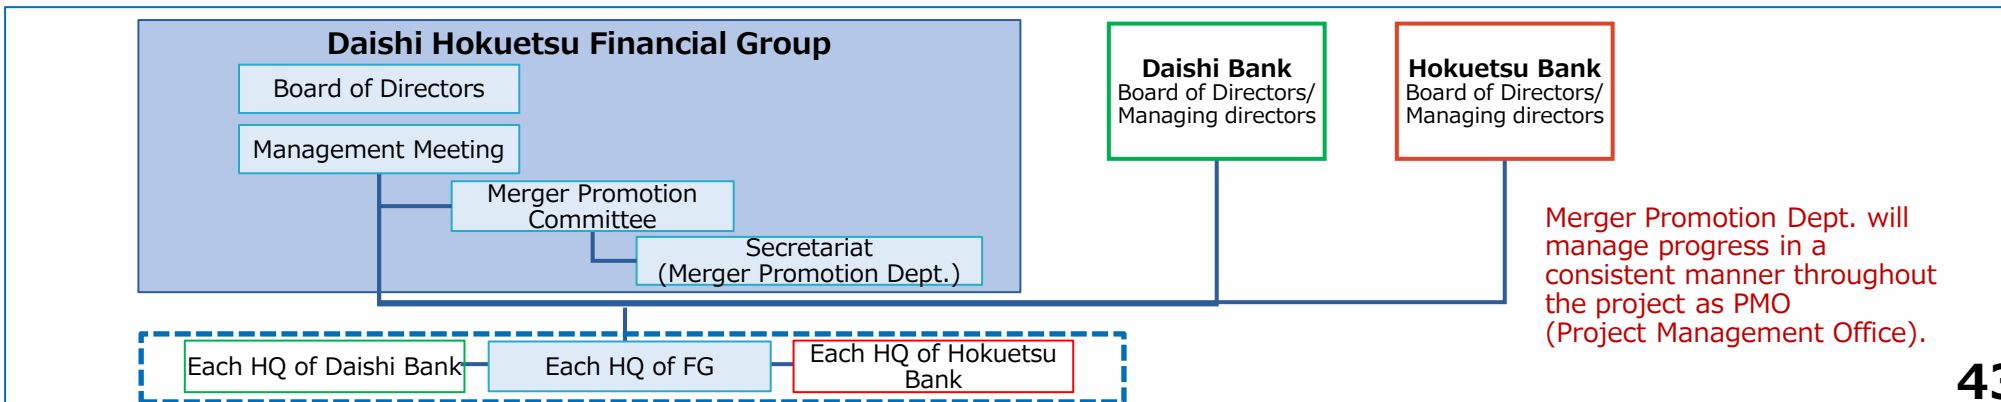 Daishi Hokuetsu Financial Group
Board of Directors
Management Meeting
Merger Promotion
Committee
Secretariat
(Merger Promotion Dept.)
Daishi Bank
Board of Directors/
Managing directors
Hokuetsu Bank
Board of Directors/
Managing directors
Merger Promotion Dept. will
manage progress in a
consistent manner throughout
the project as PMO
(Project Management Office).
Each HQ of Daishi Bank
Each HQ of FG
Each HQ of Hokuetsu
Bank
43